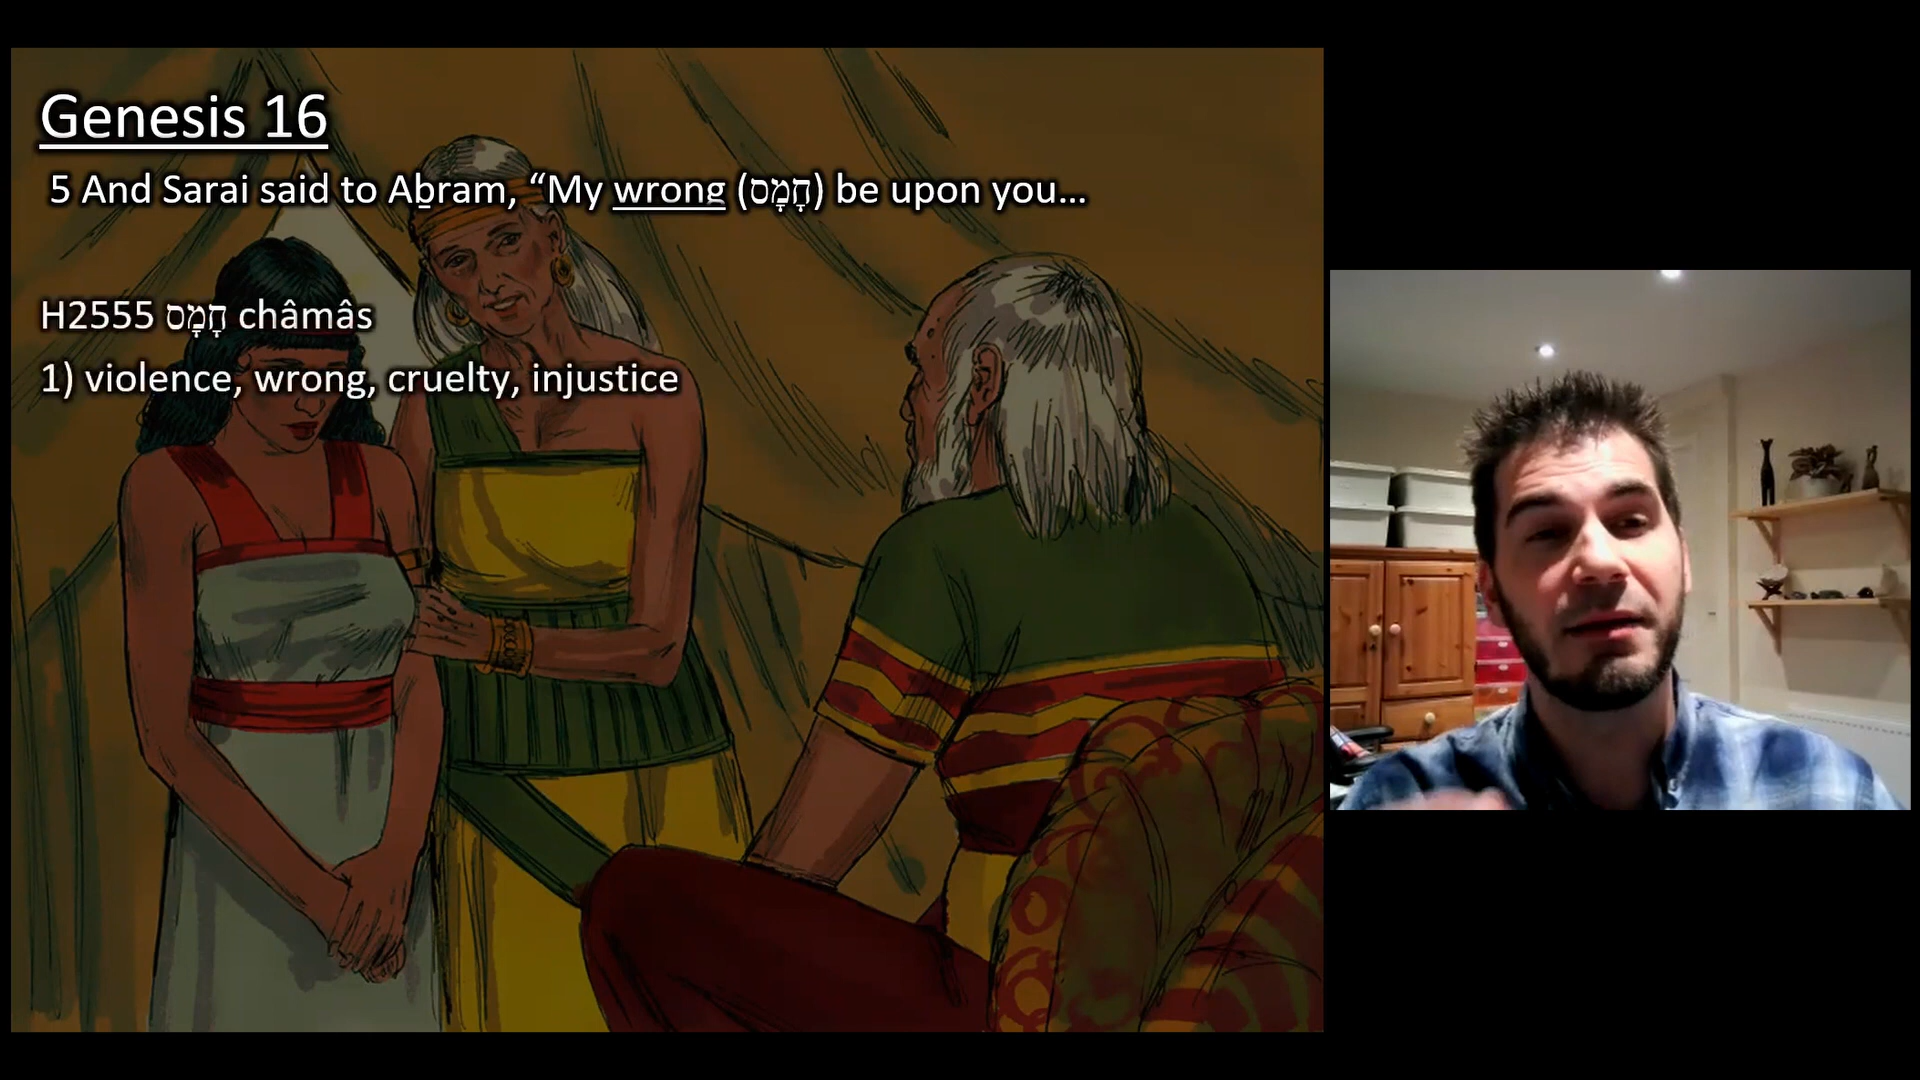 Genesis 16
5 And Sarai said to Aḇram, “My wrong (חָמָס) be upon you...
H2555 חָמָס châmâs
1) violence, wrong, cruelty, injustice